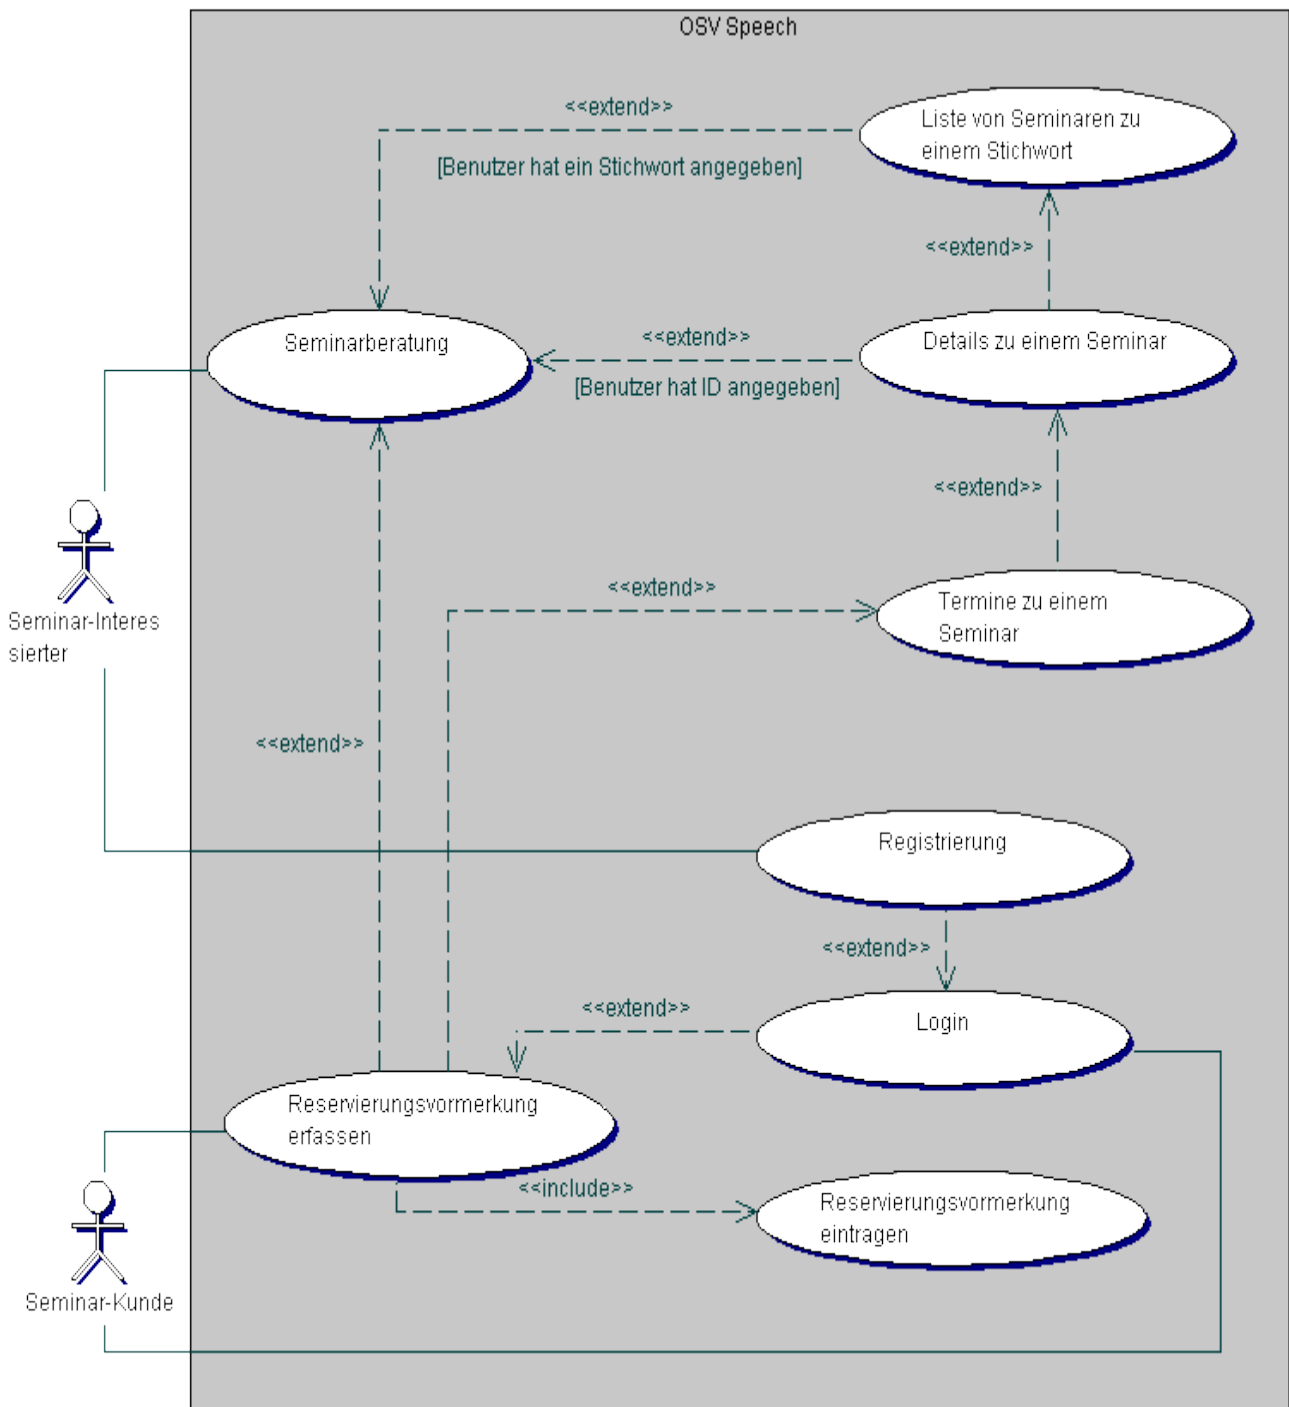 OSV Speech
<<extend>>
Liste von Seminaren zu
einem Stichwort
[Benutzer hat ein Stichwort angegeben]
<<extend>>
Seminarberatung
<<extend>>
Details zu einem Seminar
[Benutzer hat ID angegeben]
<<extend>>
Seminar-Interes
sierter
<<extend>>
Termine zu einem
Seminar
<<extend>>
Registrierung
<<extend>>
<<extend>>
Login
Reservierungsvormerkung
erfassen
<<include>>
Reservierungsvormerkung
eintragen
Seminar-Kunde